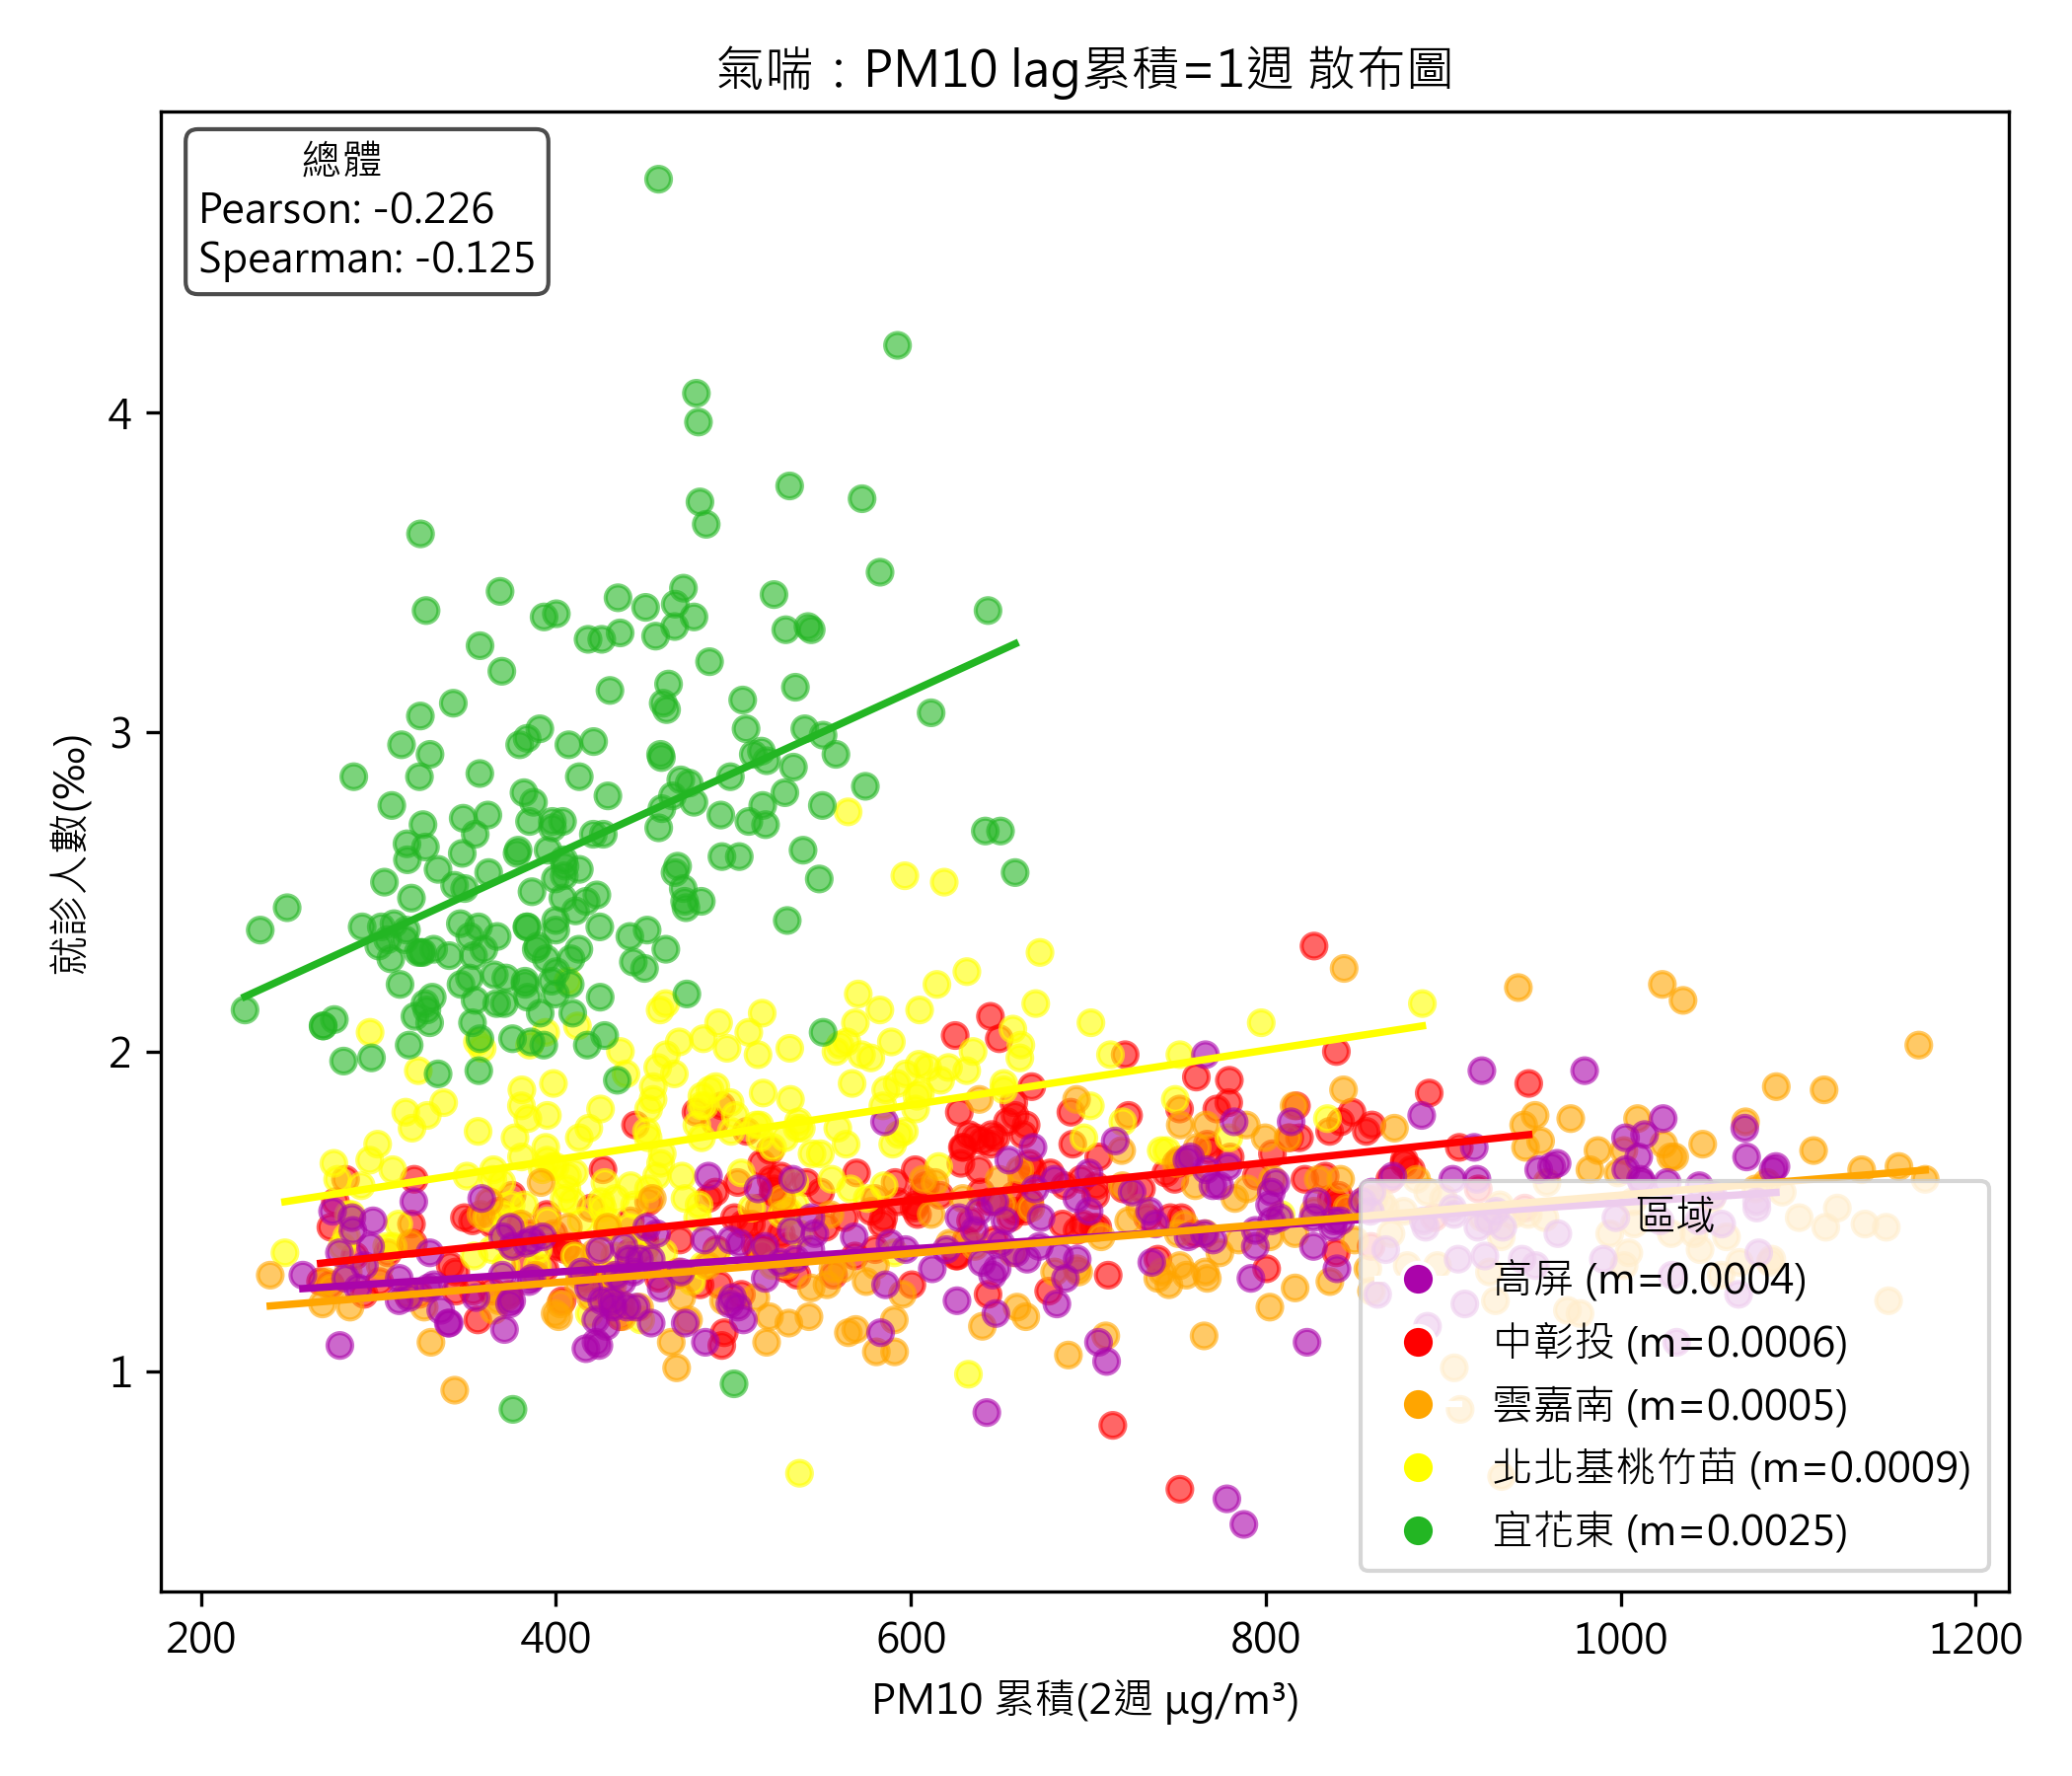 氣喘：PM10 lag累積=1週 散布圖
總體
Pearson: -0.226
Spearman: -0.125
就診人數(‰)
4
3
2
1
區域
高屏 (m=0.0004)
中彰投 (m=0.0006)
雲嘉南 (m=0.0005)
北北基桃竹苗 (m=0.0009)
宜花東 (m=0.0025)
200 400 600 800 1000 1200
PM10 累積(2週 µg/m³)